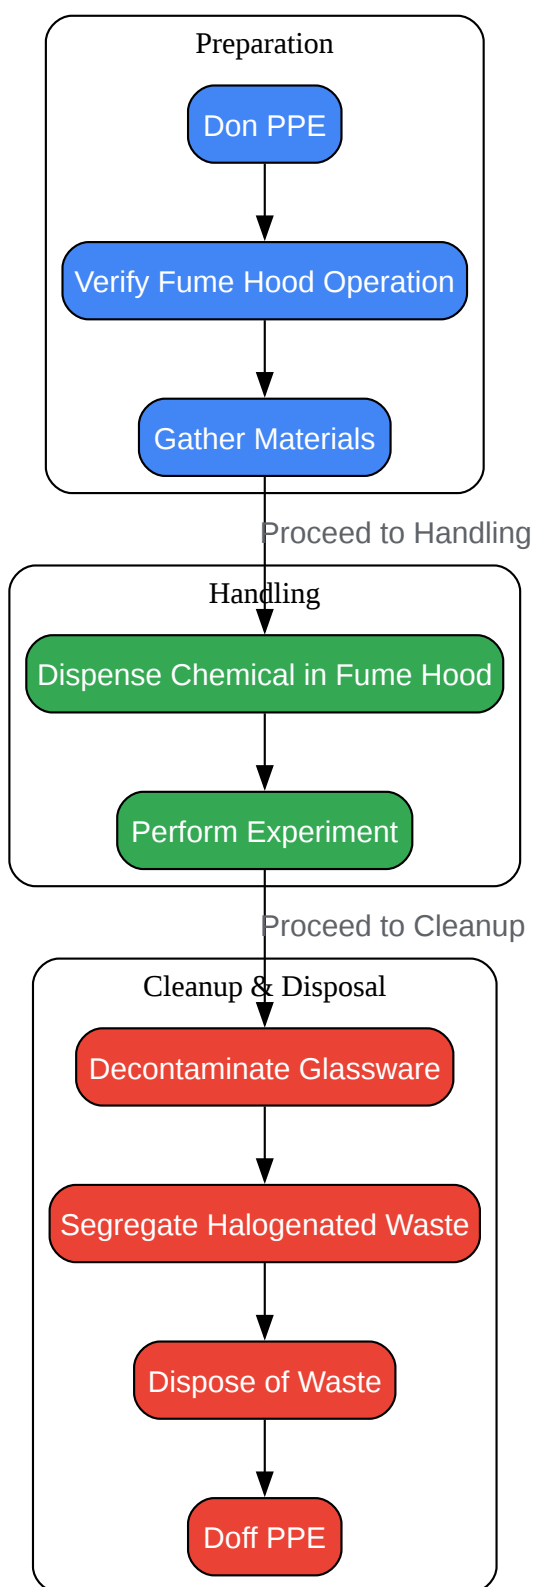 Preparation
Don PPE
Verify Fume Hood Operation
Gather Materials
Proceed to Handling
Handling
Dispense Chemical in Fume Hood
Perform Experiment
Proceed to Cleanup
Cleanup & Disposal
Decontaminate Glassware
Segregate Halogenated Waste
Dispose of Waste
Doff PPE